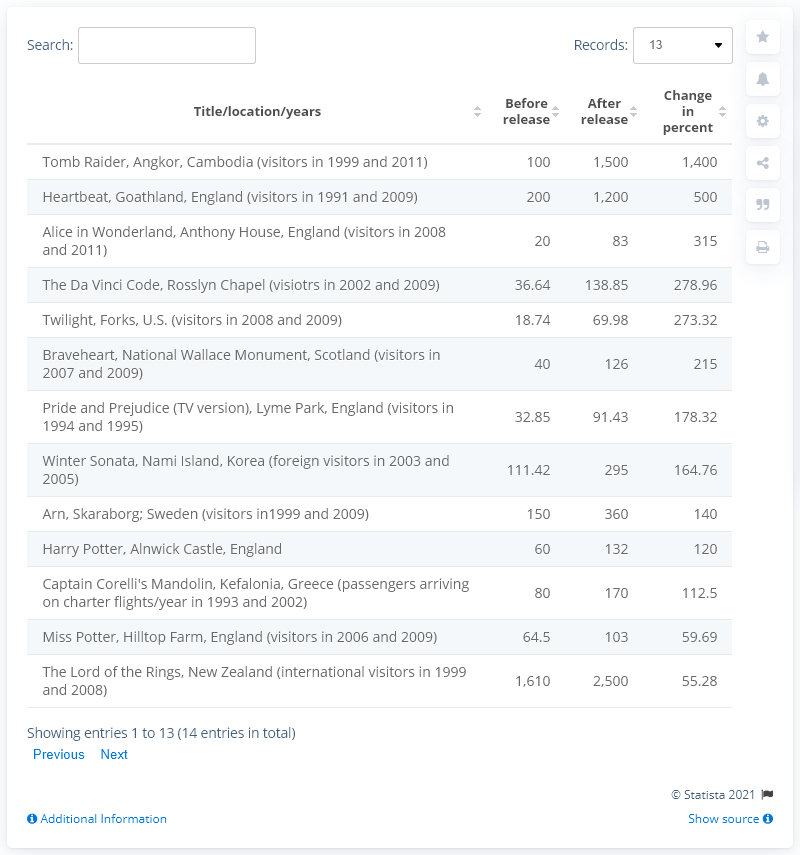 Search:
Records: 13
Title/location/years Before release After release Change in percent
Tomb Raider, Angkor, Cambodia (visitors in 1999 and 2011) 100 1,500 1,400
Heartbeat, Goathland, England (visitors in 1991 and 2009) 200 1,200 500
Alice in Wonderland, Anthony House, England (visitors in 2008
and 2011) 20 83 315
The Da Vinci Code, Rosslyn Chapel (visiotrs in 2002 and 2009) 36.64 138.85 278.96
Twilight, Forks, U.S. (visitors in 2008 and 2009) 18.74 69.98 273.32
Braveheart, National Wallace Monument, Scotland (visitors in
2007 and 2009) 40 126 215
Pride and Prejudice (TV version), Lyme Park, England (visitors in
1994 and 1995) 32.85 91.43 178.32
Winter Sonata, Nami Island, Korea (foreign visitors in 2003 and
2005) 111.42 295 164.76
Arn, Skaraborg; Sweden (visitors in1999 and 2009) 150 360 140
Harry Potter, Alnwick Castle, England 60 132 120
Captain Corelli's Mandolin, Kefalonia, Greece (passengers arriving
on charter flights/year in 1993 and 2002) 80 170 112.5
Miss Potter, Hilltop Farm, England (visitors in 2006 and 2009) 64.5 103 59.69
The Lord of the Rings, New Zealand (international visitors in 1999
and 2008) 1,610 2,500 55.28
Showing entries 1 to 13 (14 entries in total)
Previous Next
© Statista 2021
Additional Information Show source